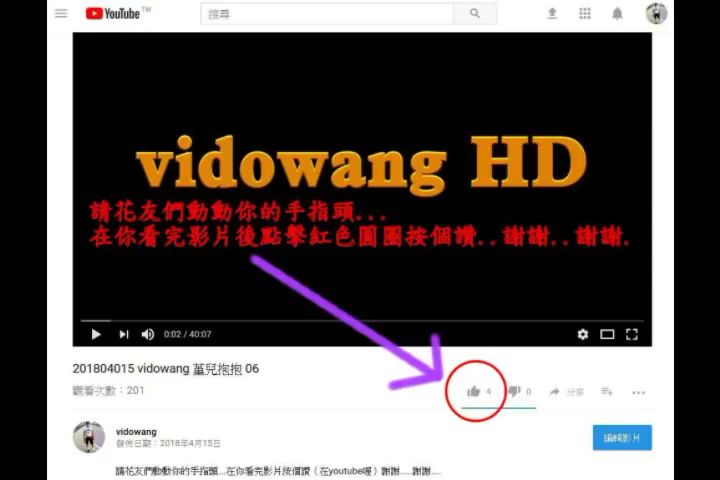 YouTube TW
搜尋
vidowang HD
請花友們動動你的手指頭...
在你看完影片後點擊紅色圓圈按個讚..謝謝..謝謝.
0:02 / 40:07
201804015 vidowang 堇兒抱抱 06
觀看次數：201
4 0 分享
vidowang
發佈日期：2018年4月15日
編輯影片
請花友們動動你的手指頭...在你看完影片按個讚（在youtube喔）謝謝.....謝謝....